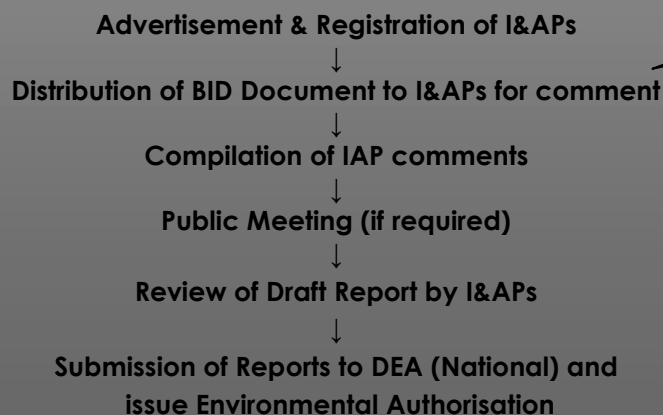 Advertisement & Registration of I&APs
↓
Distribution of BID Document to I&APs for comment
↓
Compilation of IAP comments
↓
Public Meeting (if required)
↓
Review of Draft Report by I&APs
↓
Submission of Reports to DEA (National) and
issue Environmental Authorisation